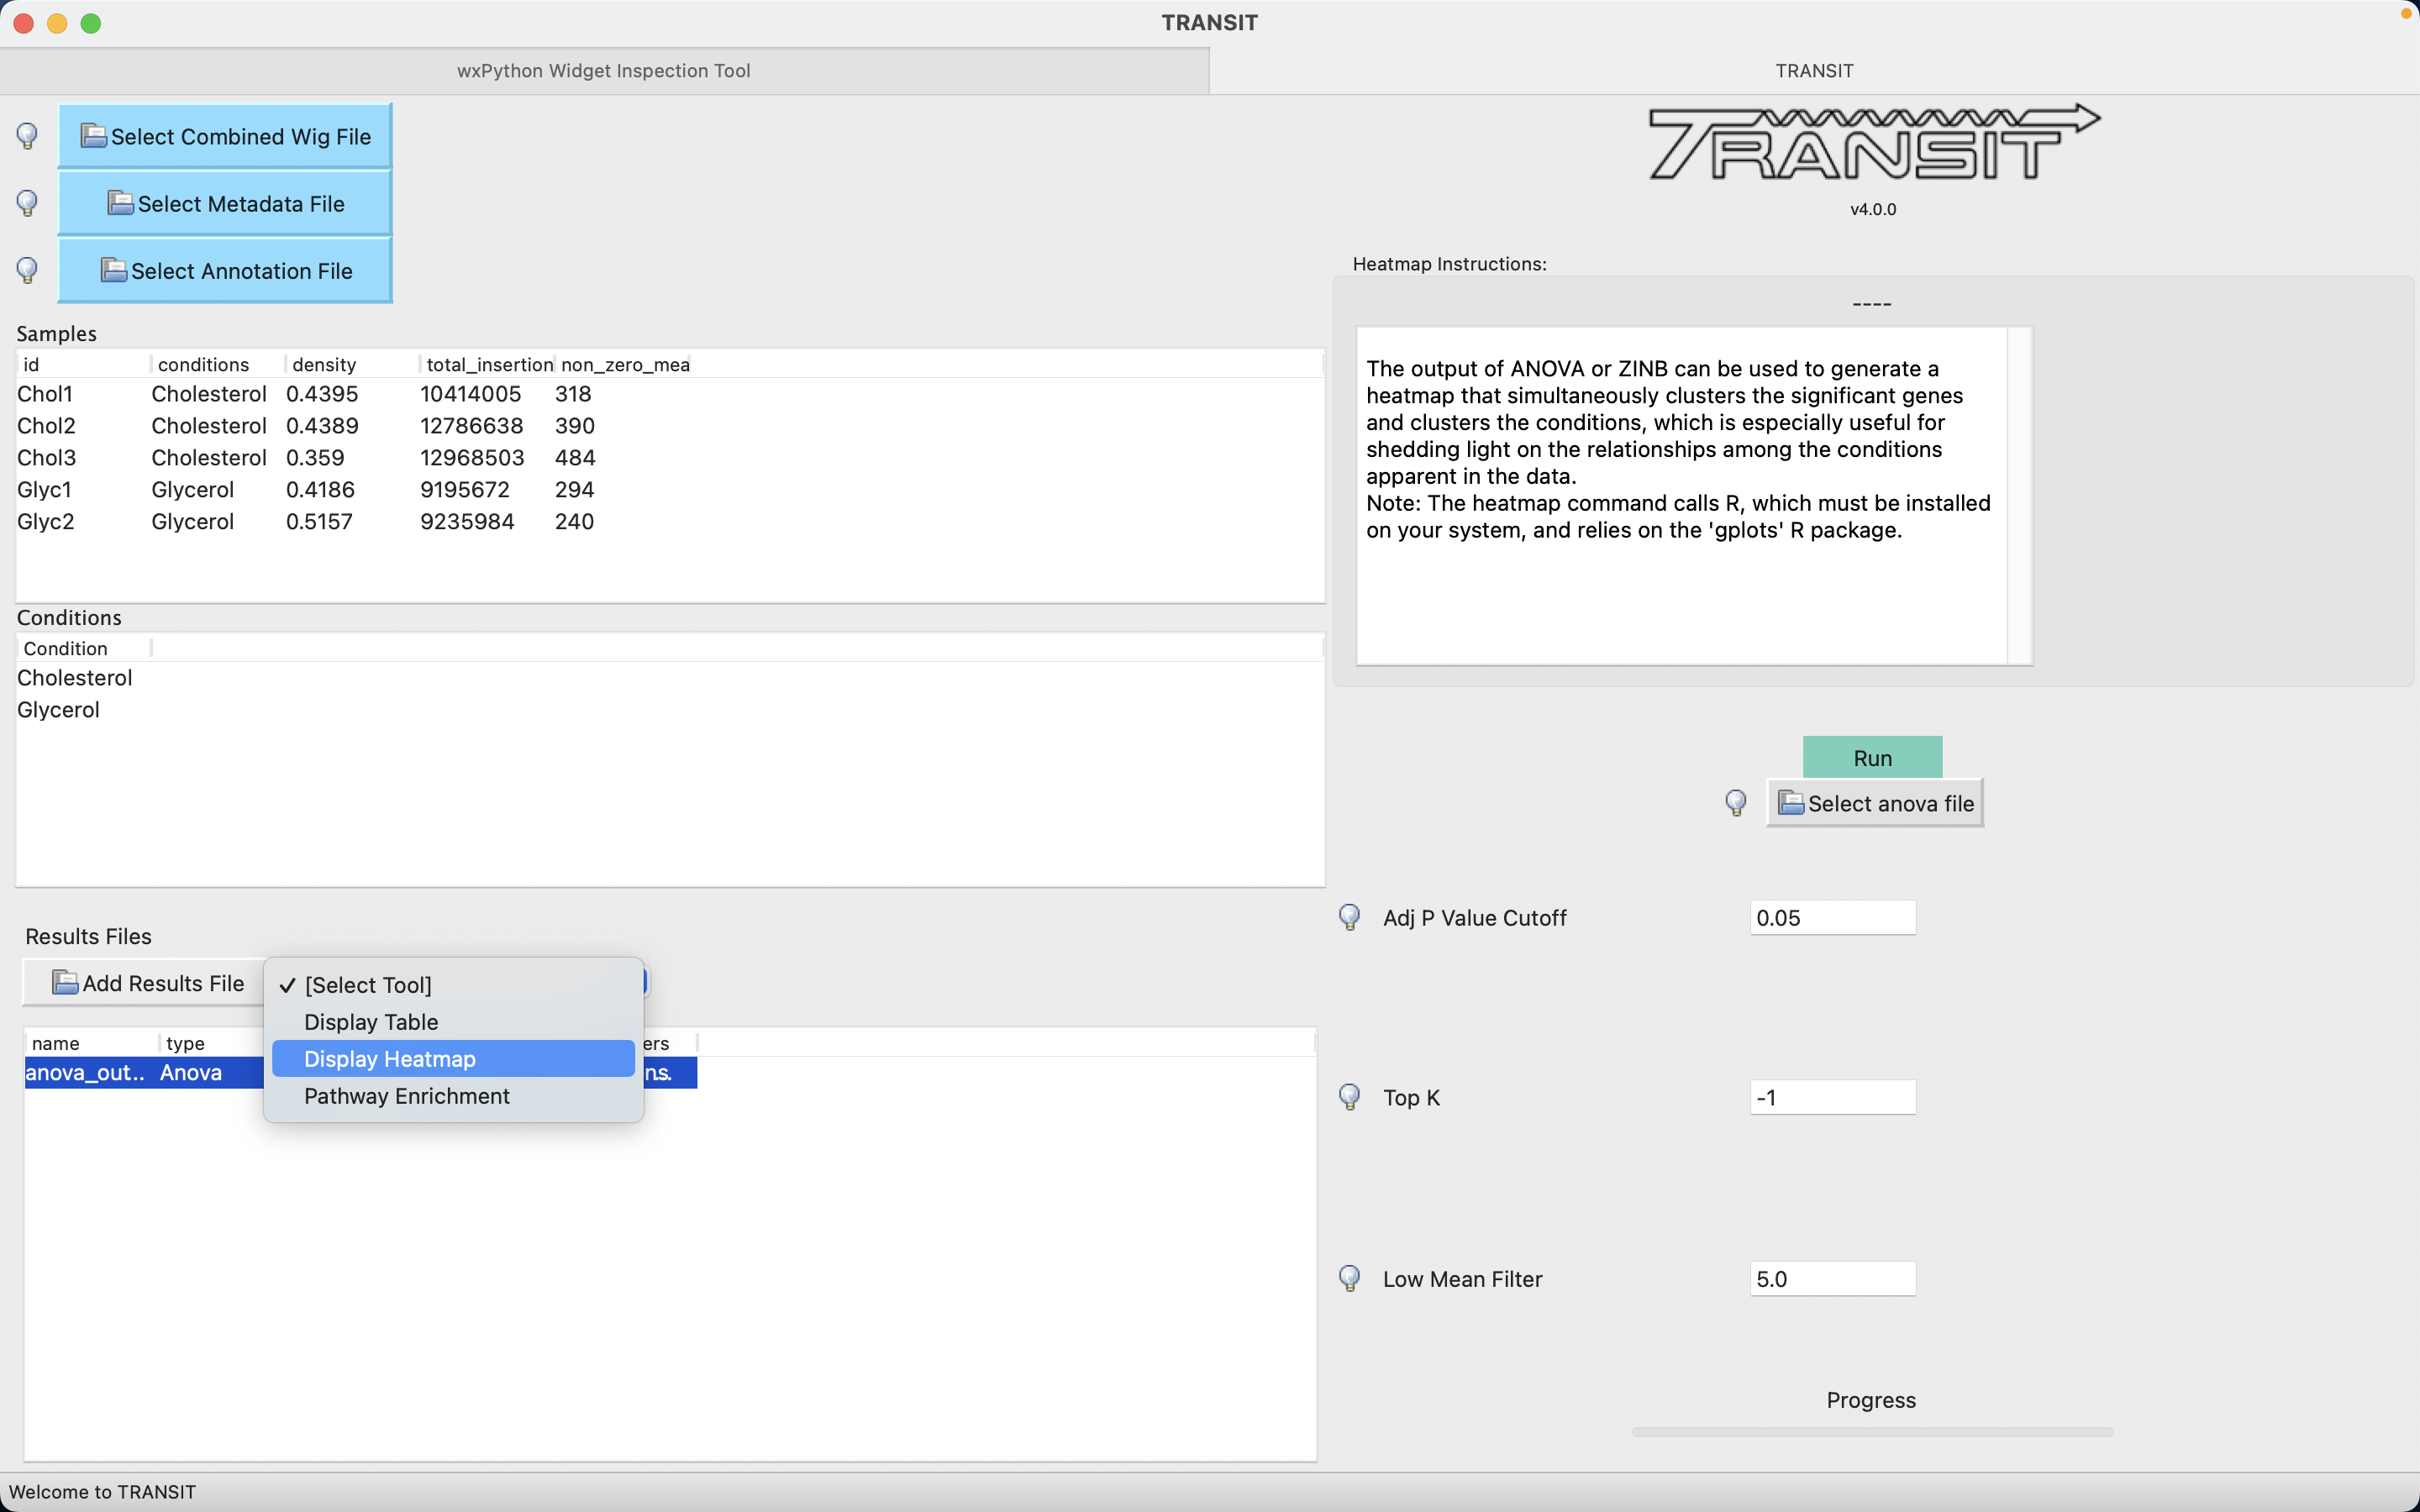 TRANSIT
wxPython Widget Inspection Tool
TRANSIT
Select Combined Wig File
Select Metadata File
Select Annotation File
TRANSIT
v4.0.0
Samples
id conditions density total_insertion non_zero_mea
Chol1 Cholesterol 0.4395 10414005 318
Chol2 Cholesterol 0.4389 12786638 390
Chol3 Cholesterol 0.359 12968503 484
Glyc1 Glycerol 0.4186 9195672 294
Glyc2 Glycerol 0.5157 9235984 240
Conditions
Condition
Cholesterol
Glycerol
Results Files
Add Results File
✓ [Select Tool]
Display Table
Display Heatmap
Pathway Enrichment
name type ers
anova_out.. Anova ns.
Heatmap Instructions:
----
The output of ANOVA or ZINB can be used to generate a
heatmap that simultaneously clusters the significant genes
and clusters the conditions, which is especially useful for
shedding light on the relationships among the conditions
apparent in the data.
Note: The heatmap command calls R, which must be installed
on your system, and relies on the 'gplots' R package.
Run
Select anova file
Adj P Value Cutoff 0.05
Top K -1
Low Mean Filter 5.0
Progress
Welcome to TRANSIT